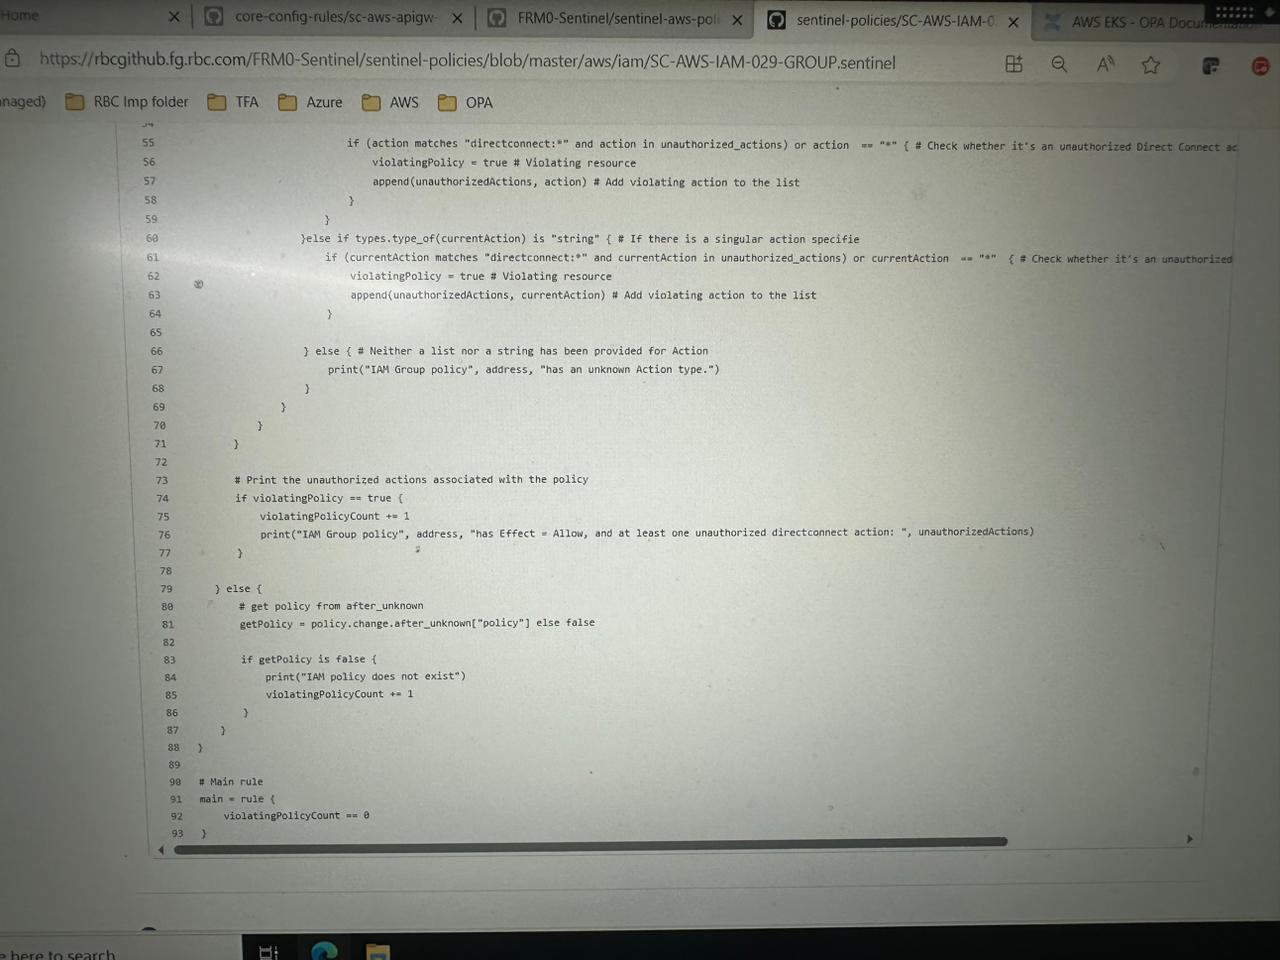 Home
core-config-rules/sc-aws-apigw-
FRM0-Sentinel/sentinel-aws-poli
sentinel-policies/SC-AWS-IAM-0
AWS EKS - OPA
https://rbcgithub.fg.rbc.com/FRM0-Sentinel/sentinel-policies/blob/master/aws/iam/SC-AWS-IAM-029-GROUP.sentinel
naged) RBC Imp folder TFA Azure AWS OPA
55 if (action matches "directconnect:*" and action in unauthorized_actions) or action == "*" { # Check whether it's an unauthorized Direct Connect ac
56 violatingPolicy = true # Violating resource
57 append(unauthorizedActions, action) # Add violating action to the list
58 }
59 }
60 }else if types.type_of(currentAction) is "string" { # If there is a singular action specifie
61 if (currentAction matches "directconnect:*" and currentAction in unauthorized_actions) or currentAction == "*" { # Check whether it's an unauthorized
62 violatingPolicy = true # Violating resource
63 append(unauthorizedActions, currentAction) # Add violating action to the list
64 }
65
66 } else { # Neither a list nor a string has been provided for Action
67 print("IAM Group policy", address, "has an unknown Action type.")
68 }
69 }
70 }
71 }
72
73 # Print the unauthorized actions associated with the policy
74 if violatingPolicy == true {
75 violatingPolicyCount += 1
76 print("IAM Group policy", address, "has Effect = Allow, and at least one unauthorized directconnect action: ", unauthorizedActions)
77 }
78
79 } else {
80 # get policy from after_unknown
81 getPolicy = policy.change.after_unknown["policy"] else false
82
83 if getPolicy is false {
84 print("IAM policy does not exist")
85 violatingPolicyCount += 1
86 }
87 }
88 }
89
90 # Main rule
91 main = rule {
92 violatingPolicyCount == 0
93 }
e here to search